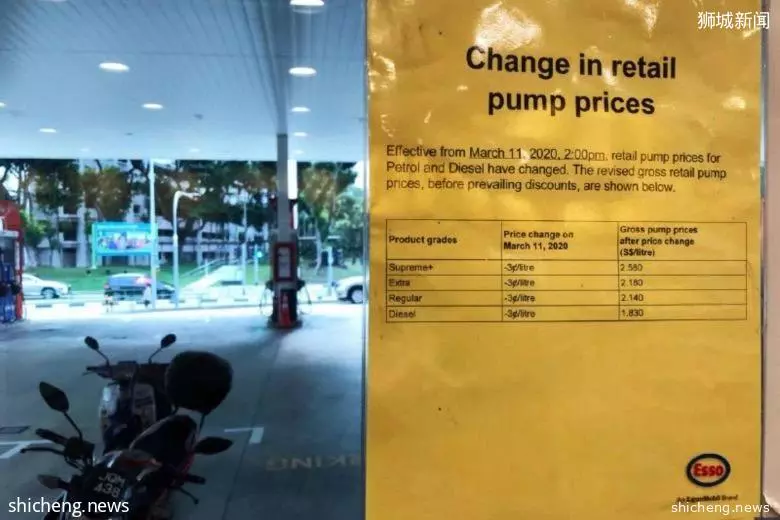 狮城新闻
Change in retail
pump prices
Effective from March 11, 2020, 2:00pm, retail pump prices for
Petrol and Diesel have changed. The revised gross retail pump
prices, before prevailing discounts, are shown below.
Product grades Price change on March 11, 2020 Gross pump prices after price change (S$/litre)
Supreme+ -3¢/litre 2.580
Extra -3¢/litre 2.180
Regular -3¢/litre 2.140
Diesel -3¢/litre 1.830
Esso
An ExxonMobil Brand
shicheng.news
shicheng.news